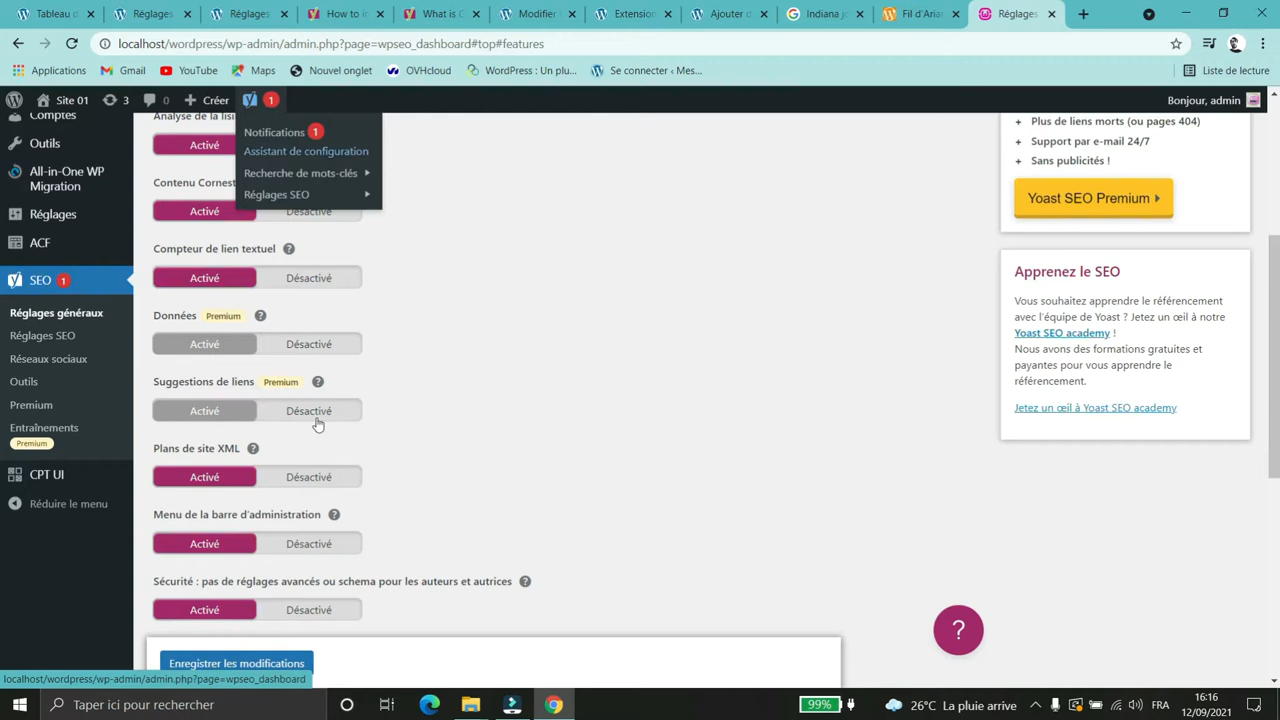 Tableau d
Réglages
Réglages
How to in
What is C
Modifier
Extension
Ajouter d
Indiana jo
Fil d'Aria
Réglages
localhost/wordpress/wp-admin/admin.php?page=wpseo_dashboard#top#features
Applications
Gmail
YouTube
Maps
Nouvel onglet
OVHcloud
WordPress : Un plu...
Se connecter ‹ Mes...
Liste de lecture
Site 01
3
0
Créer
1
Bonjour, admin
Comptes
Outils
All-in-One WP
Migration
Réglages
ACF
SEO 1
Réglages généraux
Réglages SEO
Réseaux sociaux
Outils
Premium
Entraînements
Premium
CPT UI
Réduire le menu
Notifications 1
Assistant de configuration
Recherche de mots-clés
Réglages SEO
Analyse de la lisi
Activé
Contenu Cornest
Activé Désactivé
Compteur de lien textuel ?
Activé Désactivé
Données Premium ?
Activé Désactivé
Suggestions de liens Premium ?
Activé Désactivé
Plans de site XML ?
Activé Désactivé
Menu de la barre d'administration ?
Activé Désactivé
Sécurité : pas de réglages avancés ou schema pour les auteurs et autrices ?
Activé Désactivé
Enregistrer les modifications
+ Plus de liens morts (ou pages 404)
+ Support par e-mail 24/7
+ Sans publicités !
Yoast SEO Premium
Apprenez le SEO
Vous souhaitez apprendre le référencement
avec l'équipe de Yoast ? Jetez un œil à notre
Yoast SEO academy !
Nous avons des formations gratuites et
payantes pour vous apprendre le
référencement.
Jetez un œil à Yoast SEO academy
?
localhost/wordpress/wp-admin/admin.php?page=wpseo_dashboard
Taper ici pour rechercher
99%
26°C La pluie arrive
FRA
16:16
12/09/2021